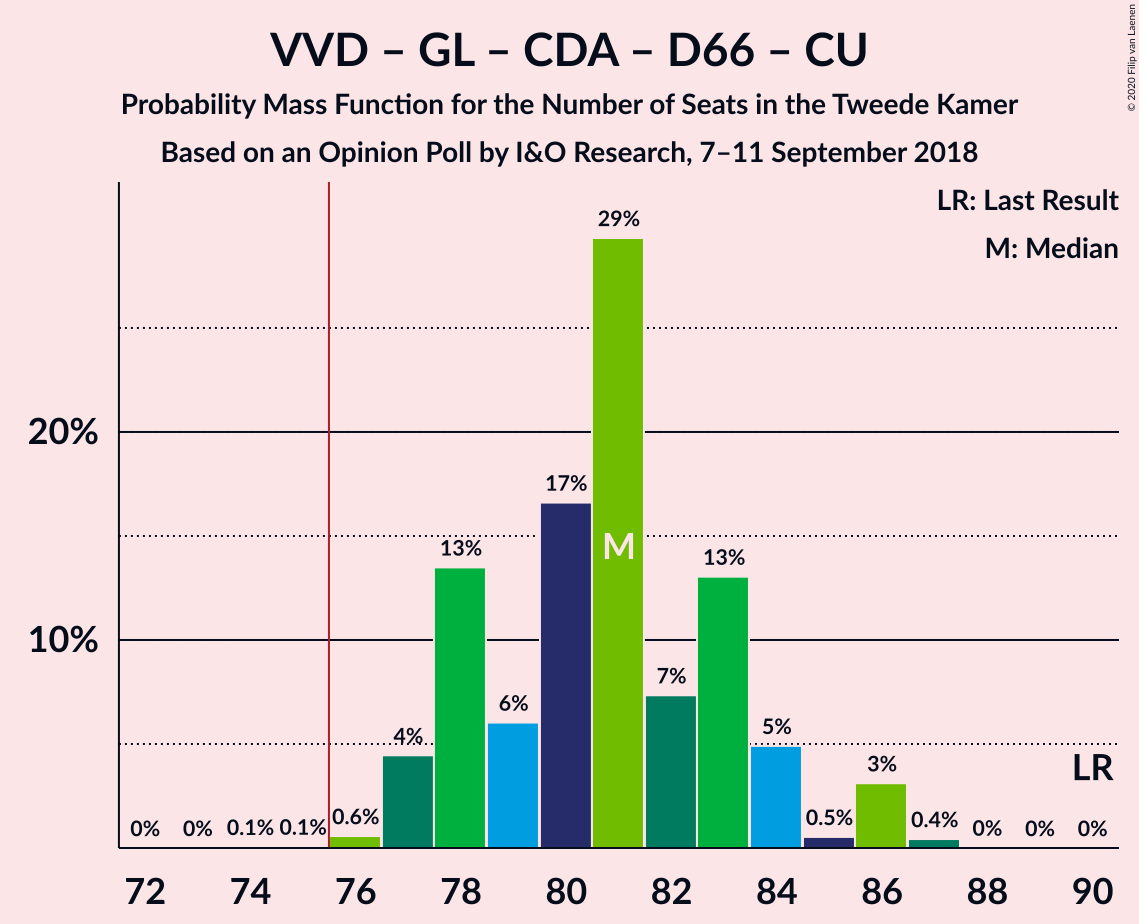 VVD – GL – CDA – D66 – CU
Probability Mass Function for the Number of Seats in the Tweede Kamer
Based on an Opinion Poll by I&O Research, 7–11 September 2018
© 2020 Filip van Laenen
LR: Last Result
M: Median
20%
10%
0%
0%
0.1%
0.1%
0.6%
4%
13%
6%
17%
29%
M
7%
13%
5%
0.5%
3%
0.4%
0%
0%
0%
LR
72 74 76 78 80 82 84 86 88 90